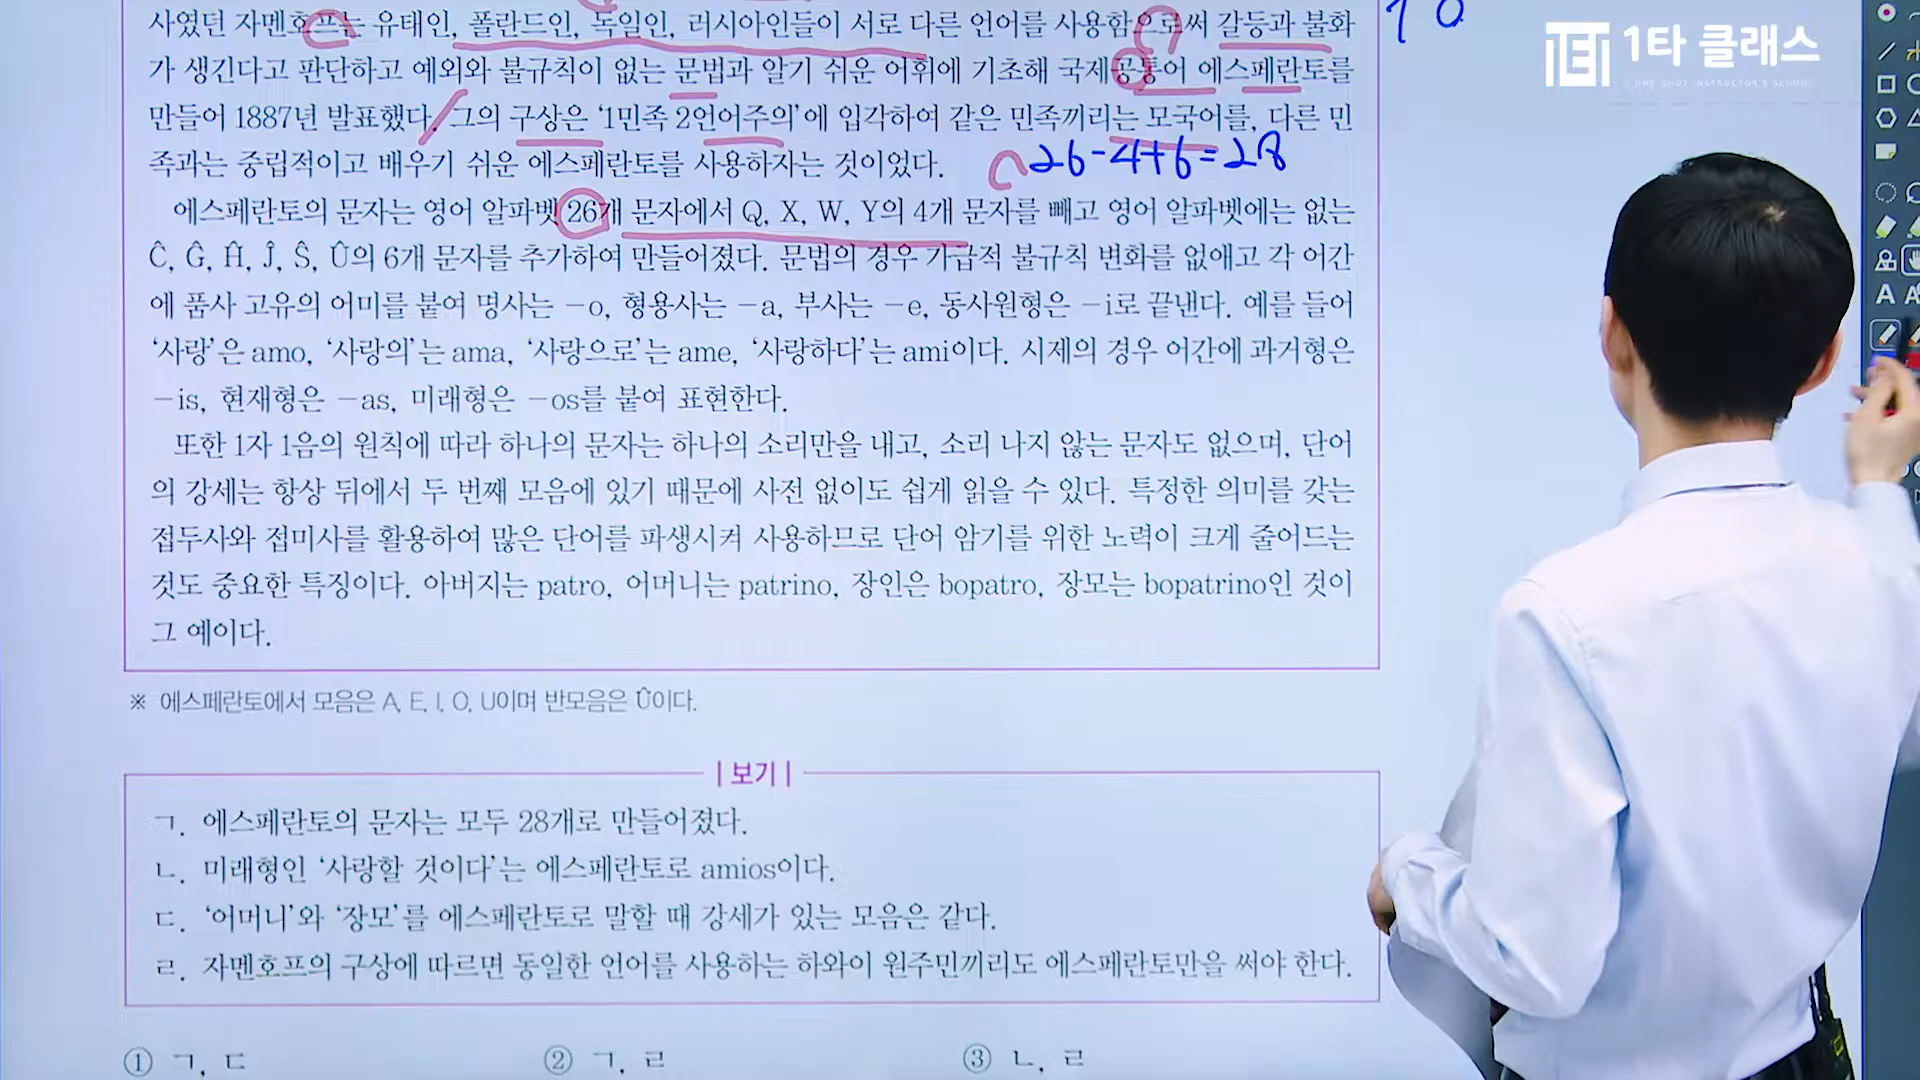 사였던 자멘호프는 유태인, 폴란드인, 독일인, 러시아인들이 서로 다른 언어를 사용함으로써 갈등과 불화
가 생긴다고 판단하고 예외와 불규칙이 없는 문법과 알기 쉬운 어휘에 기초해 국제공통어 에스페란토를
만들어 1887년 발표했다. 그의 구상은 ‘1민족 2언어주의’에 입각하여 같은 민족끼리는 모국어를, 다른 민
족과는 중립적이고 배우기 쉬운 에스페란토를 사용하자는 것이었다.
26-4+6=28
에스페란토의 문자는 영어 알파벳 26개 문자에서 Q, X, W, Y의 4개 문자를 빼고 영어 알파벳에는 없는
Ĉ, Ĝ, Ĥ, Ĵ, Ŝ, Û의 6개 문자를 추가하여 만들어졌다. 문법의 경우 가급적 불규칙 변화를 없애고 각 어간
에 품사 고유의 어미를 붙여 명사는 -o, 형용사는 -a, 부사는 -e, 동사원형은 -i로 끝낸다. 예를 들어
‘사랑’은 amo, ‘사랑의’는 ama, ‘사랑으로’는 ame, ‘사랑하다’는 ami이다. 시제의 경우 어간에 과거형은
-is, 현재형은 -as, 미래형은 -os를 붙여 표현한다.
또한 1자 1음의 원칙에 따라 하나의 문자는 하나의 소리만을 내고, 소리 나지 않는 문자도 없으며, 단어
의 강세는 항상 뒤에서 두 번째 모음에 있기 때문에 사전 없이도 쉽게 읽을 수 있다. 특정한 의미를 갖는
접두사와 접미사를 활용하여 많은 단어를 파생시켜 사용하므로 단어 암기를 위한 노력이 크게 줄어드는
것도 중요한 특징이다. 아버지는 patro, 어머니는 patrino, 장인은 bopatro, 장모는 bopatrino인 것이
그 예이다.
※ 에스페란토에서 모음은 A, E, I, O, U이며 반모음은 Û이다.
| 보기 |
ㄱ. 에스페란토의 문자는 모두 28개로 만들어졌다.
ㄴ. 미래형인 ‘사랑할 것이다’는 에스페란토로 amios이다.
ㄷ. ‘어머니’와 ‘장모’를 에스페란토로 말할 때 강세가 있는 모음은 같다.
ㄹ. 자멘호프의 구상에 따르면 동일한 언어를 사용하는 하와이 원주민끼리도 에스페란토만을 써야 한다.
① ㄱ, ㄷ
② ㄱ, ㄹ
③ ㄴ, ㄹ
1타 클래스